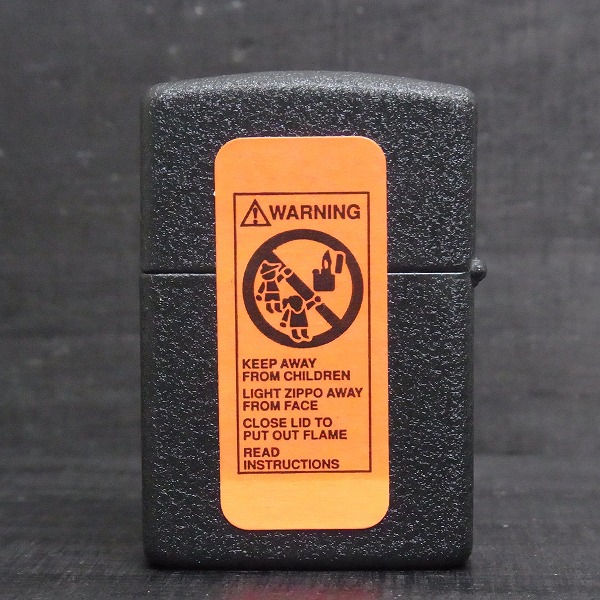 WARNING
KEEP AWAY
FROM CHILDREN
LIGHT ZIPPO AWAY
FROM FACE
CLOSE LID TO
PUT OUT FLAME
READ
INSTRUCTIONS